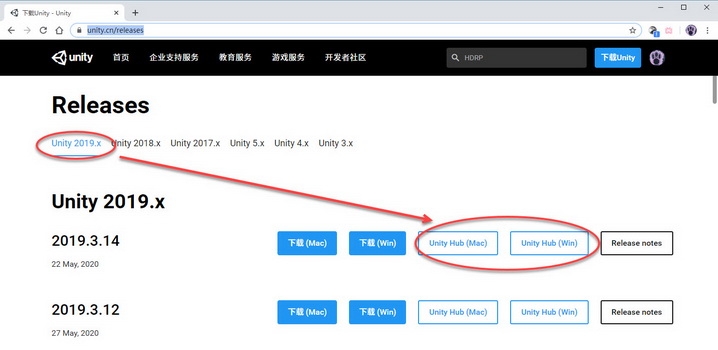 下载Unity - Unity
unity.cn/releases
unity 首页 企业支持服务 教育服务 游戏服务 开发者社区 HDRP 下载Unity
Releases
Unity 2019.x Unity 2018.x Unity 2017.x Unity 5.x Unity 4.x Unity 3.x
Unity 2019.x
2019.3.14 下载 (Mac) 下载 (Win) Unity Hub (Mac) Unity Hub (Win) Release notes
22 May, 2020
2019.3.12 下载 (Mac) 下载 (Win) Unity Hub (Mac) Unity Hub (Win) Release notes
27 May, 2020